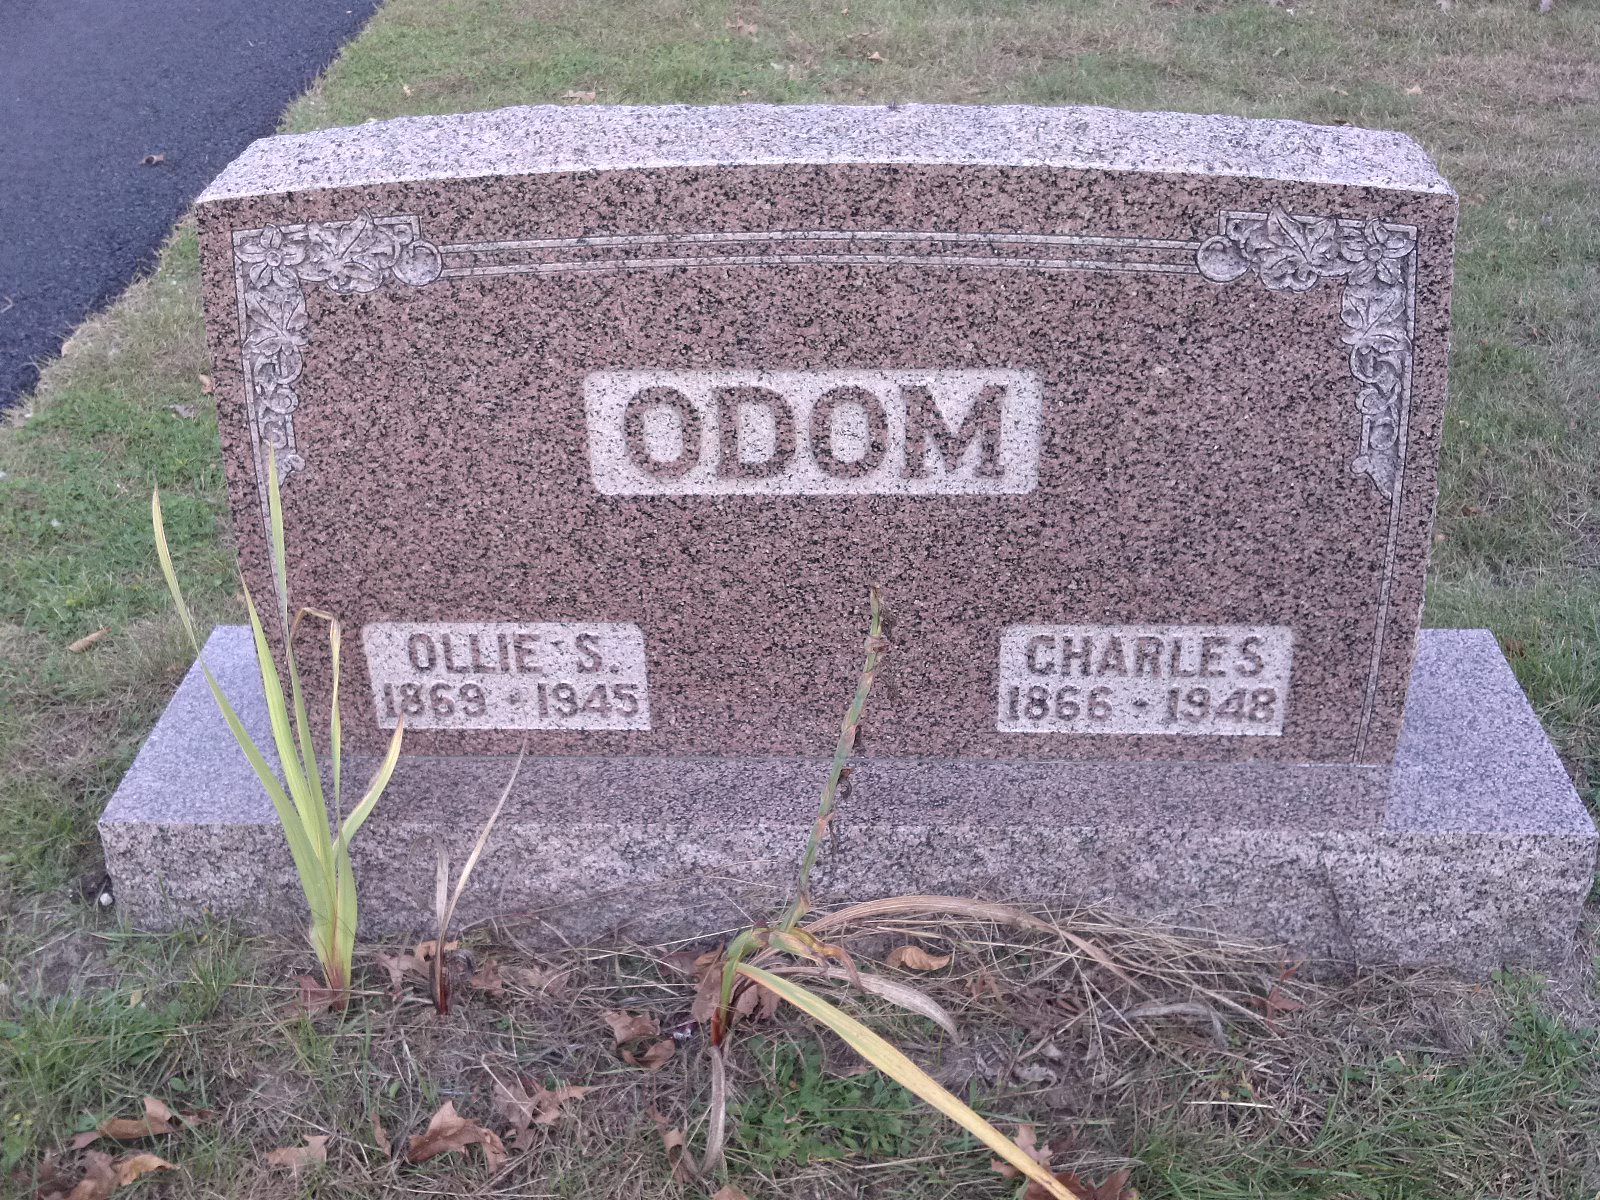 ODOM
OLLIE S.
1869 · 1945
CHARLES
1866 · 1948